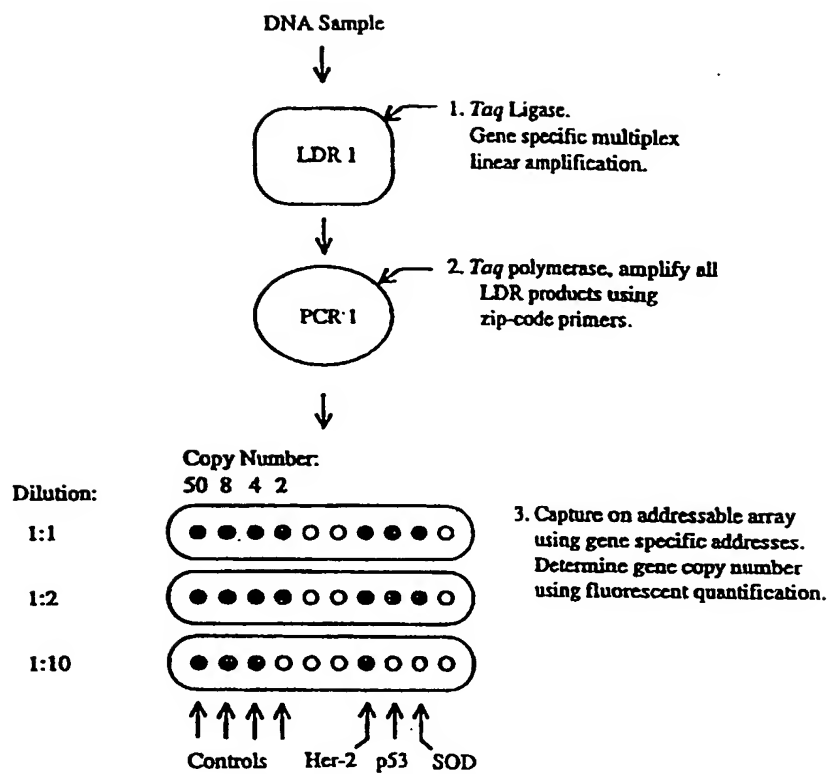 DNA Sample
1. Taq Ligase.
Gene specific multiplex
linear amplification.
LDR 1
2. Taq polymerase, amplify all
LDR products using
zip-code primers.
PCR 1
Copy Number:
50 8 4 2
Dilution:
1:1
1:2
1:10
3. Capture on addressable array
using gene specific addresses.
Determine gene copy number
using fluorescent quantification.
Controls Her-2 p53 SOD